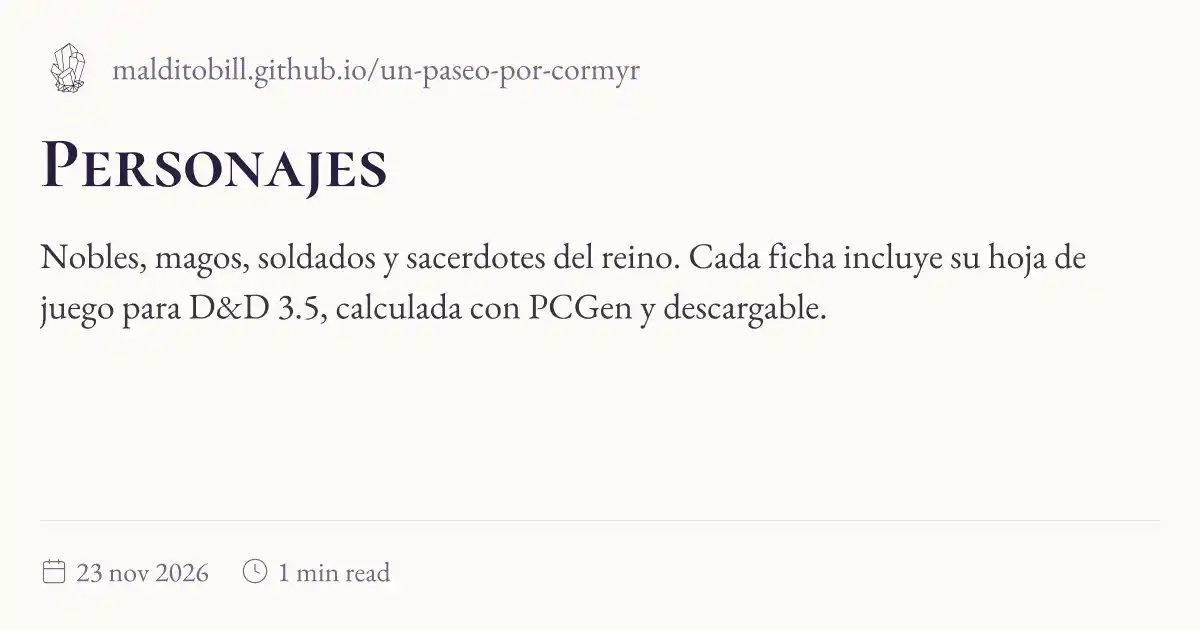 malditobill.github.io/un-paseo-por-cormyr
Personajes
Nobles, magos, soldados y sacerdotes del reino. Cada ficha incluye su hoja de
juego para D&D 3.5, calculada con PCGen y descargable.
23 nov 2026 1 min read